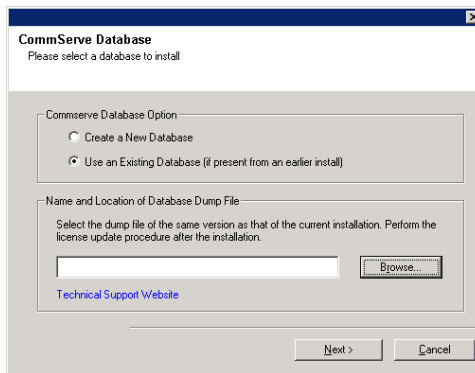 CommServe Database
Please select a database to install
Commserve Database Option
Create a New Database
Use an Existing Database (if present from an earlier install)
Name and Location of Database Dump File
Select the dump file of the same version as that of the current installation. Perform the
license update procedure after the installation.
Browse...
Technical Support Website
Next >
Cancel